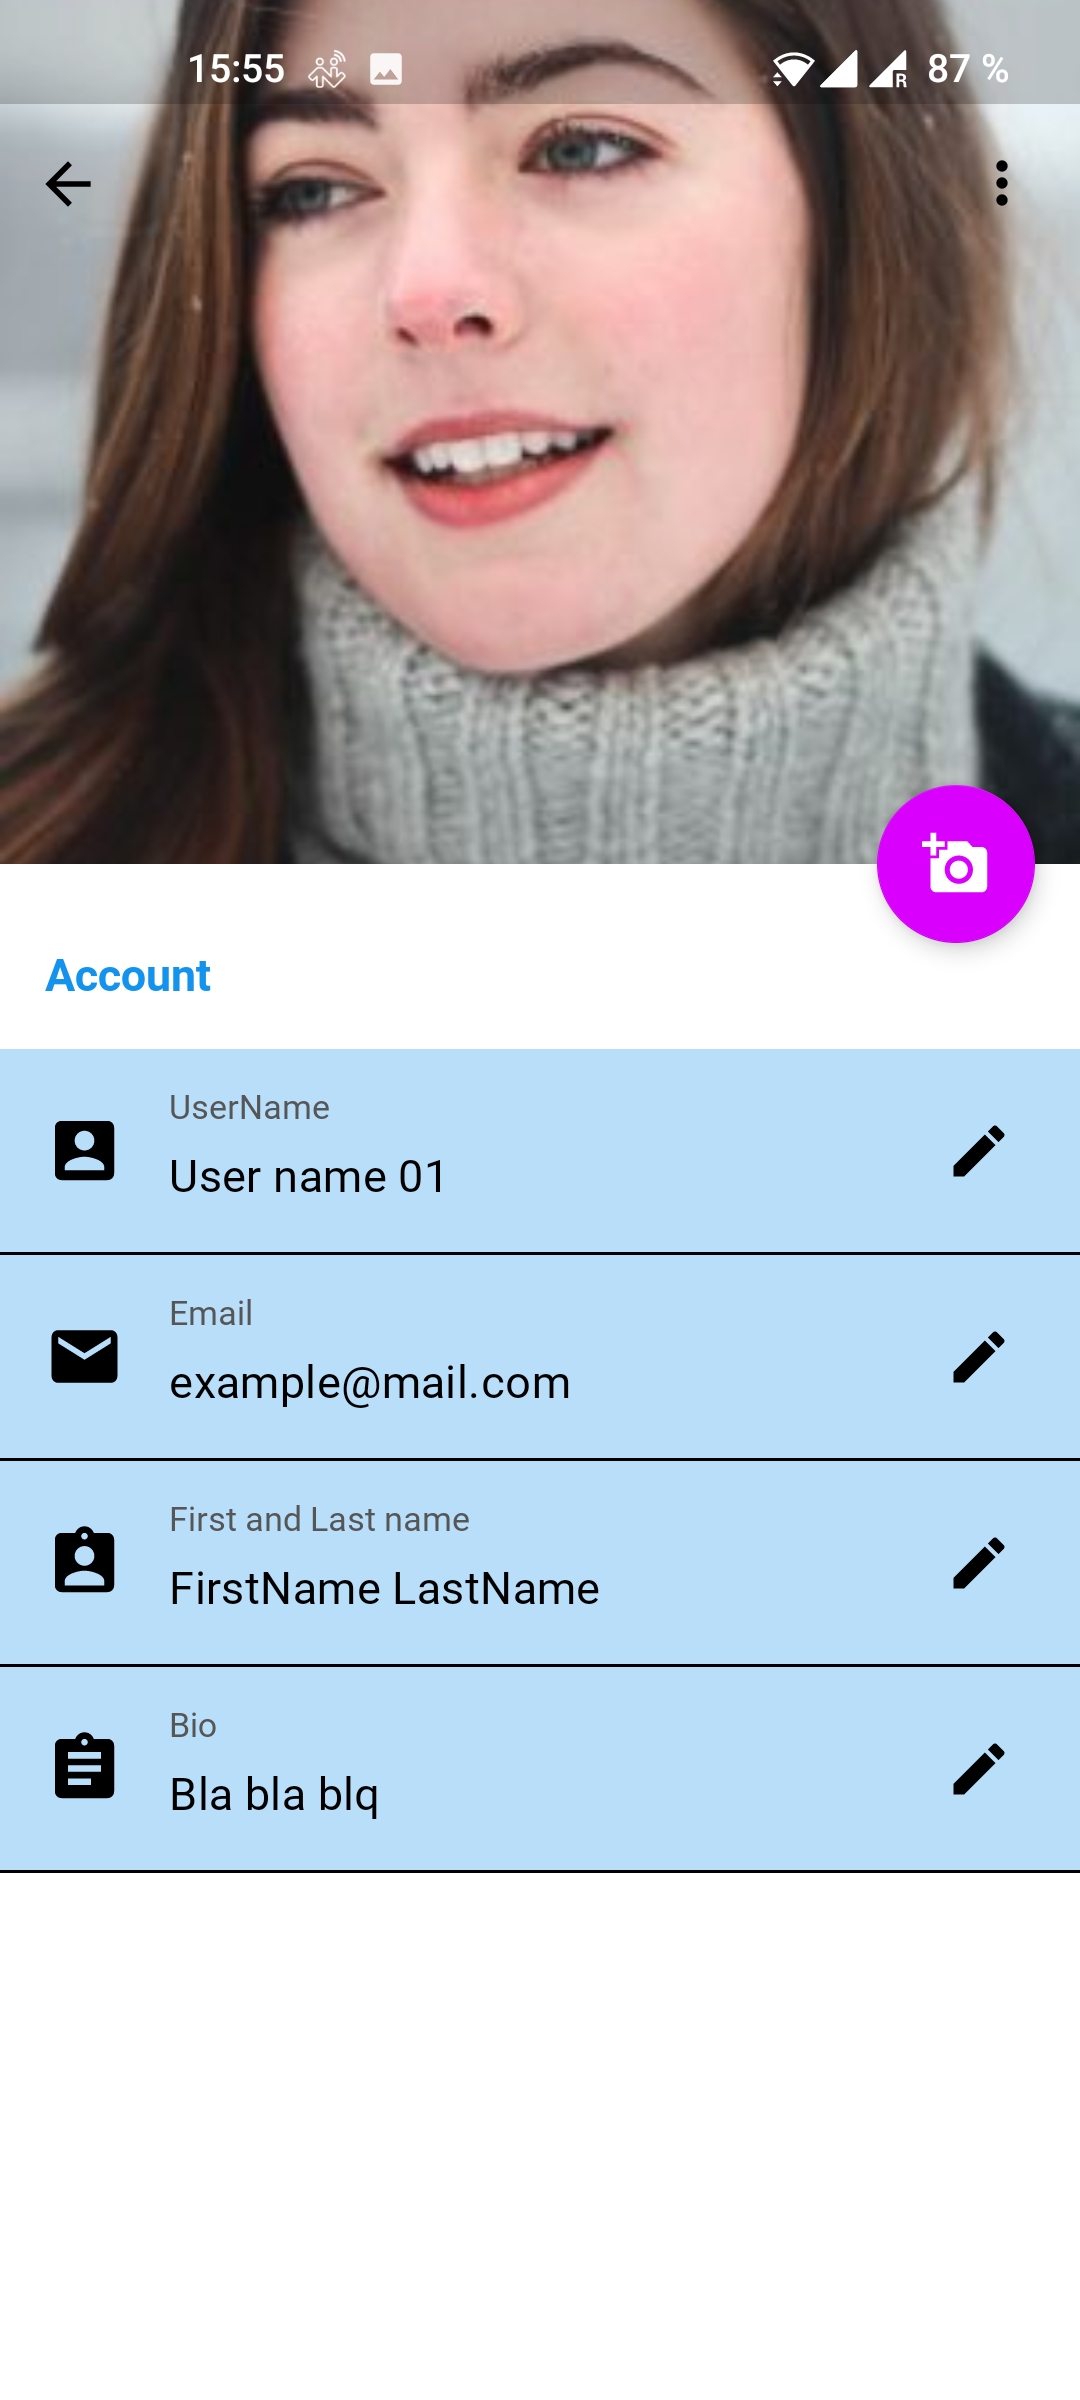 15:55 87 %
Account
UserName
User name 01
Email
example@mail.com
First and Last name
FirstName LastName
Bio
Bla bla blq